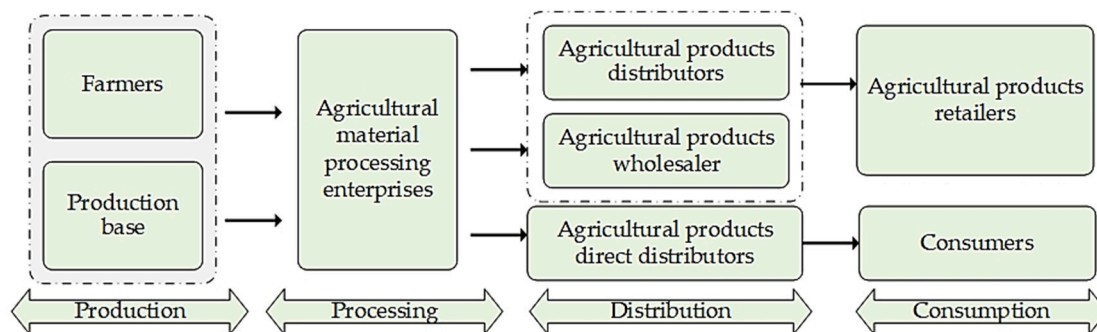 Farmers
Production
base
Agricultural
material
processing
enterprises
Agricultural products
distributors
Agricultural products
wholesaler
Agricultural products
direct distributors
Agricultural products
retailers
Consumers
Production
Processing
Distribution
Consumption